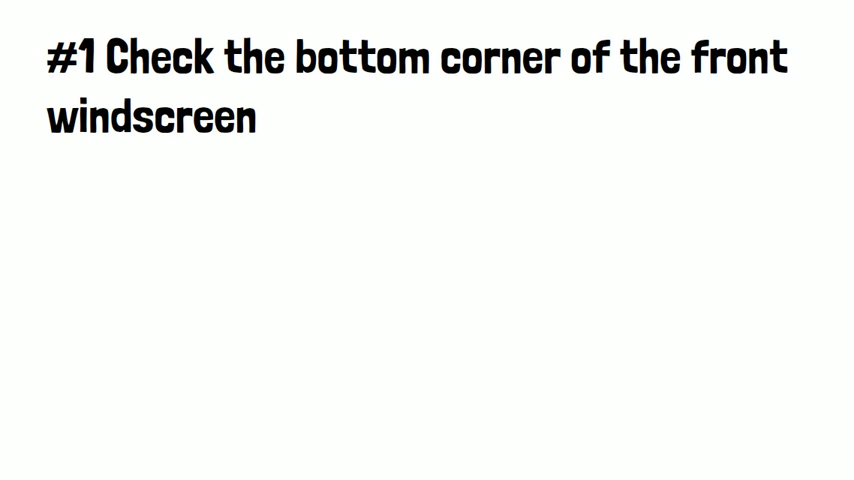 #1 Check the bottom corner of the front
windscreen